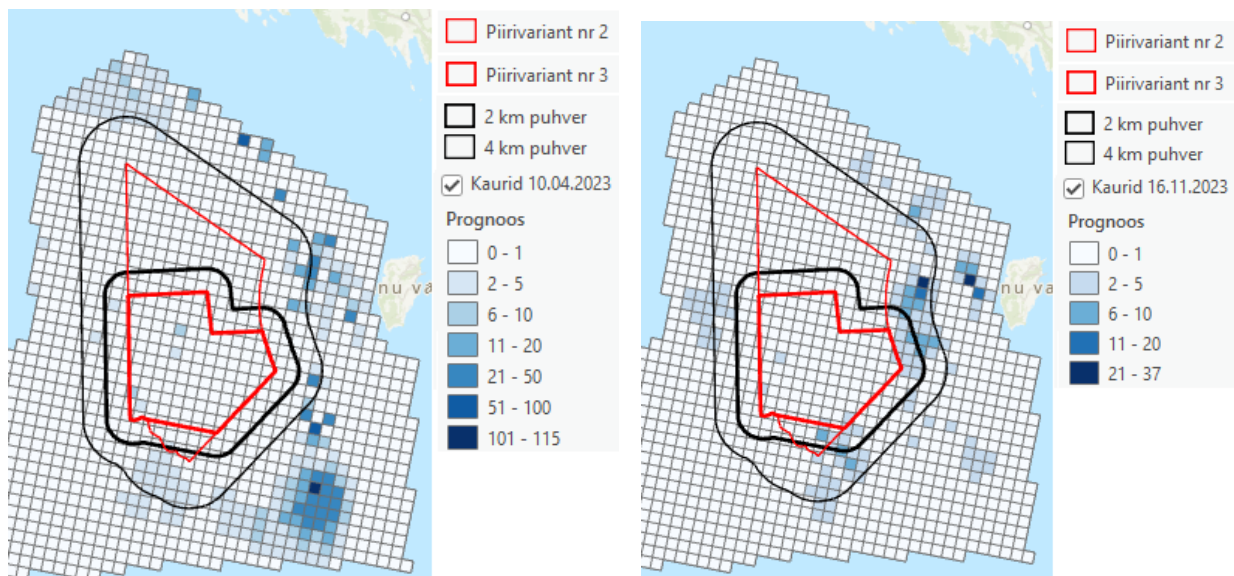 Piirivariant nr 2
Piirivariant nr 3
2 km puhver
4 km puhver
Kaurid 10.04.2023
Prognoos
0 - 1
2 - 5
6 - 10
11 - 20
21 - 50
51 - 100
101 - 115
nu va
Piirivariant nr 2
Piirivariant nr 3
2 km puhver
4 km puhver
Kaurid 16.11.2023
Prognoos
0 - 1
2 - 5
6 - 10
11 - 20
21 - 37
nu va